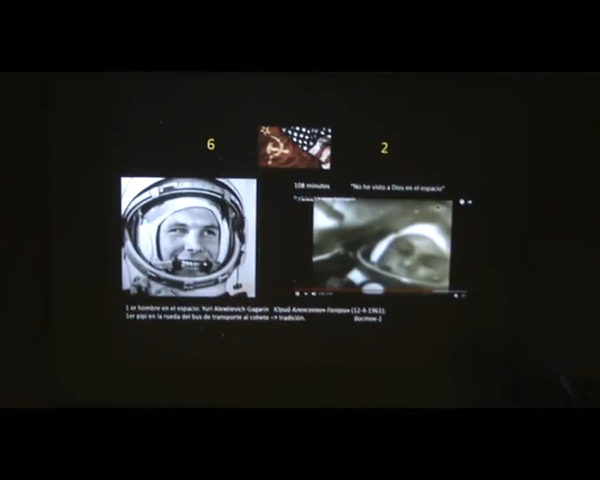 6
2
108 minutos
"No he visto a Dios en el espacio"
1 er hombre en el espacio: Yuri Alexéievich Gagarin Юрий Алексеевич Гагарин (12-4-1961).
1er pipi en la rueda del bus de transporte al cohete => tradición.
Восток-1